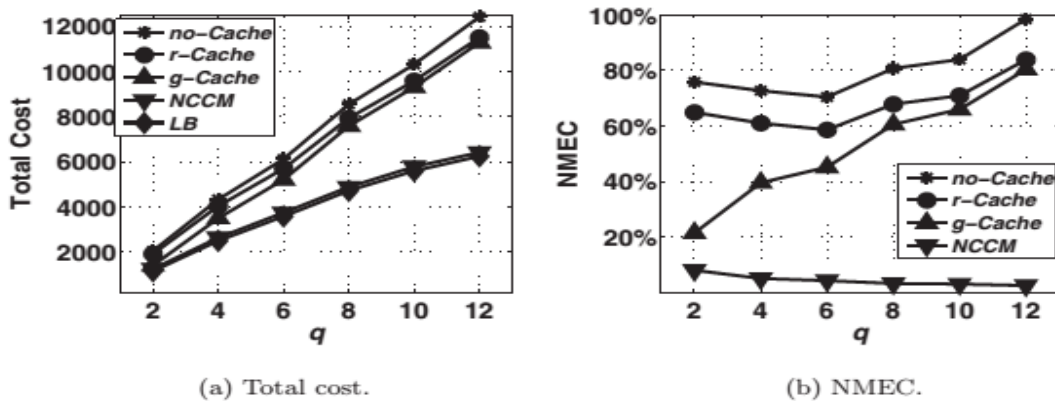 12000
10000
8000
6000
4000
2000
Total Cost
no-Cache
r-Cache
g-Cache
NCCM
LB
2 4 6 8 10 12
q
(a) Total cost.
100%
80%
60%
40%
20%
NMEC
no-Cache
r-Cache
g-Cache
NCCM
2 4 6 8 10 12
q
(b) NMEC.